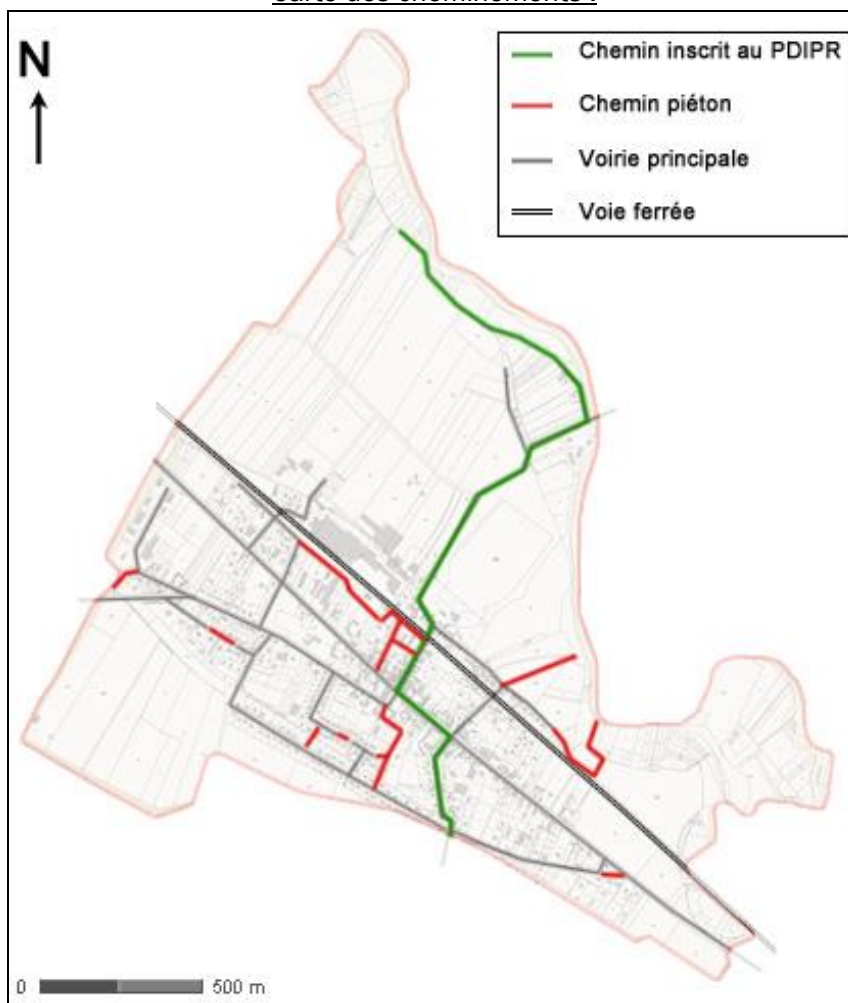 Carte des cheminements :
N
Chemin inscrit au PDIPR
Chemin piéton
Voirie principale
Voie ferrée
0 500 m